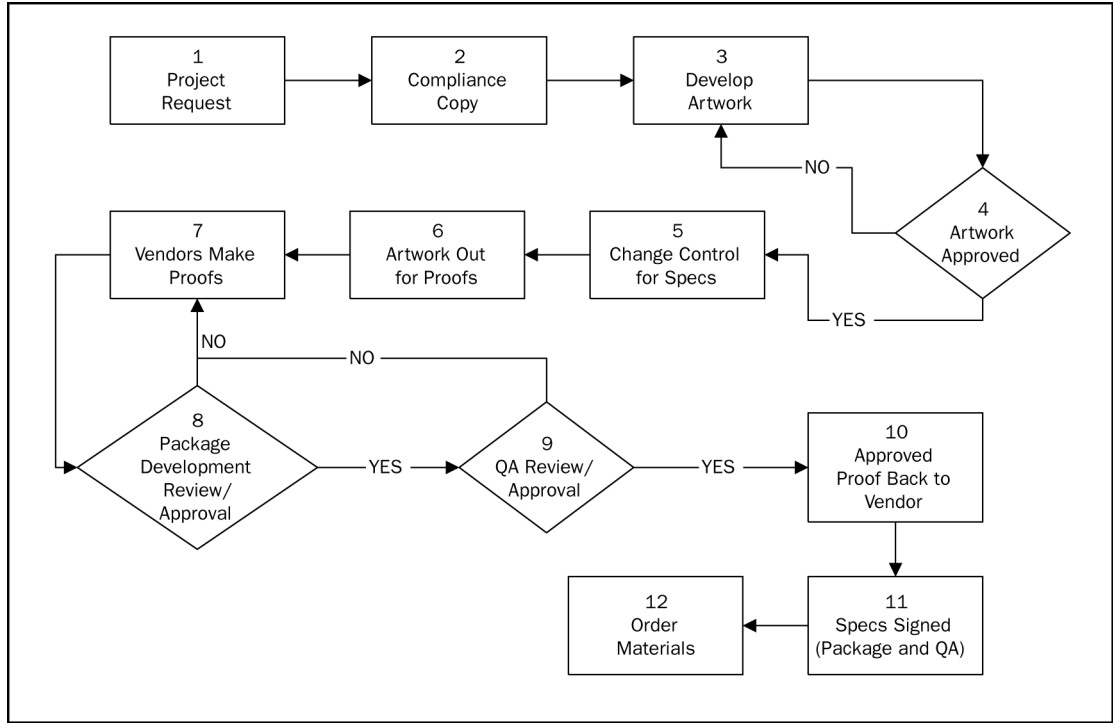 1
Project
Request
2
Compliance
Copy
3
Develop
Artwork
NO
4
Artwork
Approved
7
Vendors Make
Proofs
6
Artwork Out
for Proofs
5
Change Control
for Specs
YES
NO
NO
8
Package
Development
Review/
Approval
YES
9
QA Review/
Approval
YES
10
Approved
Proof Back to
Vendor
12
Order
Materials
11
Specs Signed
(Package and QA)